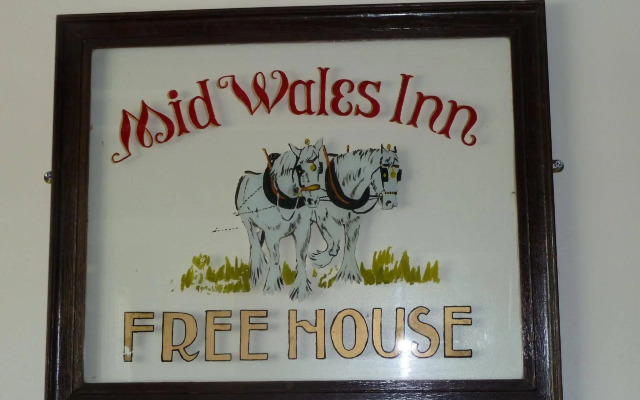 Mid Wales Inn
FREE HOUSE